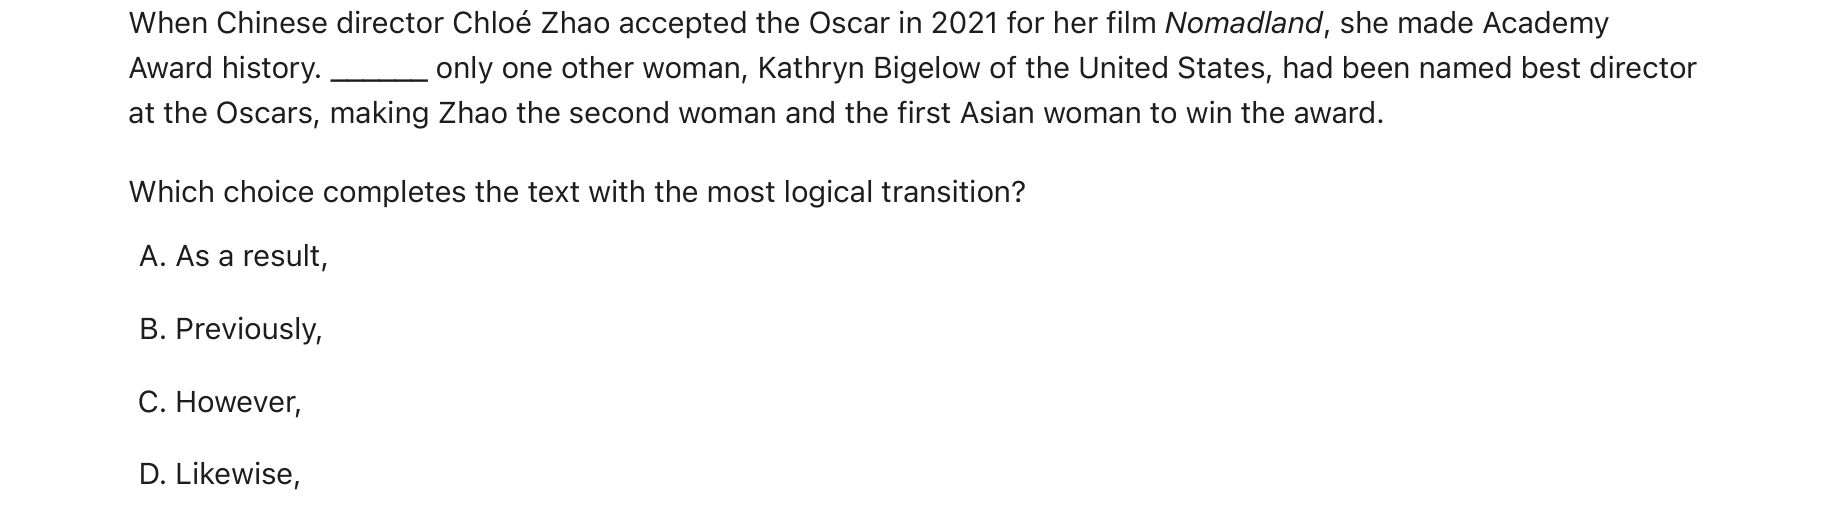 When Chinese director Chloé Zhao accepted the Oscar in 2021 for her film Nomadland, she made Academy
Award history. ______ only one other woman, Kathryn Bigelow of the United States, had been named best director
at the Oscars, making Zhao the second woman and the first Asian woman to win the award.
Which choice completes the text with the most logical transition?
A. As a result,
B. Previously,
C. However,
D. Likewise,